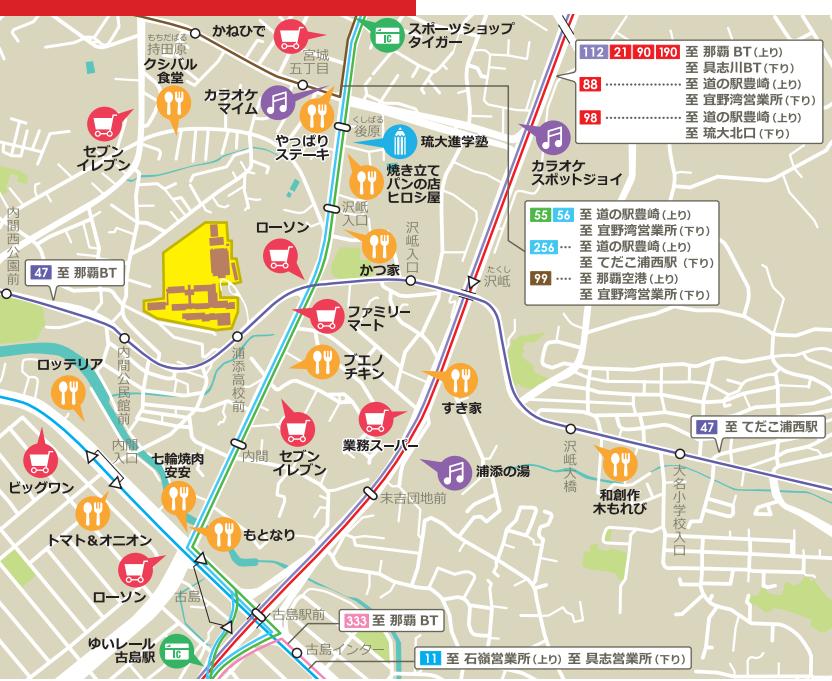 もちだばる
持田原
クシバル
食堂
かねひで
宮城
五丁目
IC
スポーツショップ
タイガー
112 21 90 190 至 那覇 BT(上り)
至 具志川BT(下り)
88 至 道の駅豊崎(上り)
至 宜野湾営業所(下り)
98 至 道の駅豊崎(上り)
至 琉大北口(下り)
カラオケ
マイム
やっぱり
ステーキ
くしばる
後原
琉大進学塾
セブン
イレブン
カラオケ
スポットジョイ
焼き立て
パンの店
ヒロシ屋
沢岻
入口
55 56 至 道の駅豊崎(上り)
至 宜野湾営業所(下り)
256 至 道の駅豊崎(上り)
至 てだこ浦西駅(下り)
99 至 那覇空港(上り)
至 宜野湾営業所(下り)
内間西公園前
ローソン
かつ家
沢岻入口
たくし
沢岻
47 至 那覇BT
ファミリー
マート
ロッテリア
内間公民館前
浦添高校前
ブエノ
チキン
すき家
47 至 てだこ浦西駅
内間
入口
七輪焼肉
安安
内間
セブン
イレブン
業務スーパー
浦添の湯
沢岻大橋
大名小学校入口
和創作
木もれび
ビッグワン
末吉団地前
トマト&オニオン
もとなり
ローソン
古島
古島駅前
333 至 那覇 BT
ゆいレール
古島駅
IC
古島インター
11 至 石嶺営業所(上り) 至 具志営業所(下り)